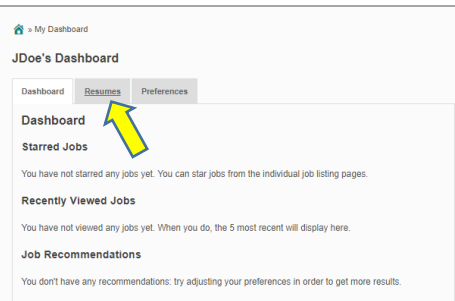 » My Dashboard
JDoe's Dashboard
Dashboard Resumes Preferences
Dashboard
Starred Jobs
You have not starred any jobs yet. You can star jobs from the individual job listing pages.
Recently Viewed Jobs
You have not viewed any jobs yet. When you do, the 5 most recent will display here.
Job Recommendations
You don't have any recommendations: try adjusting your preferences in order to get more results.